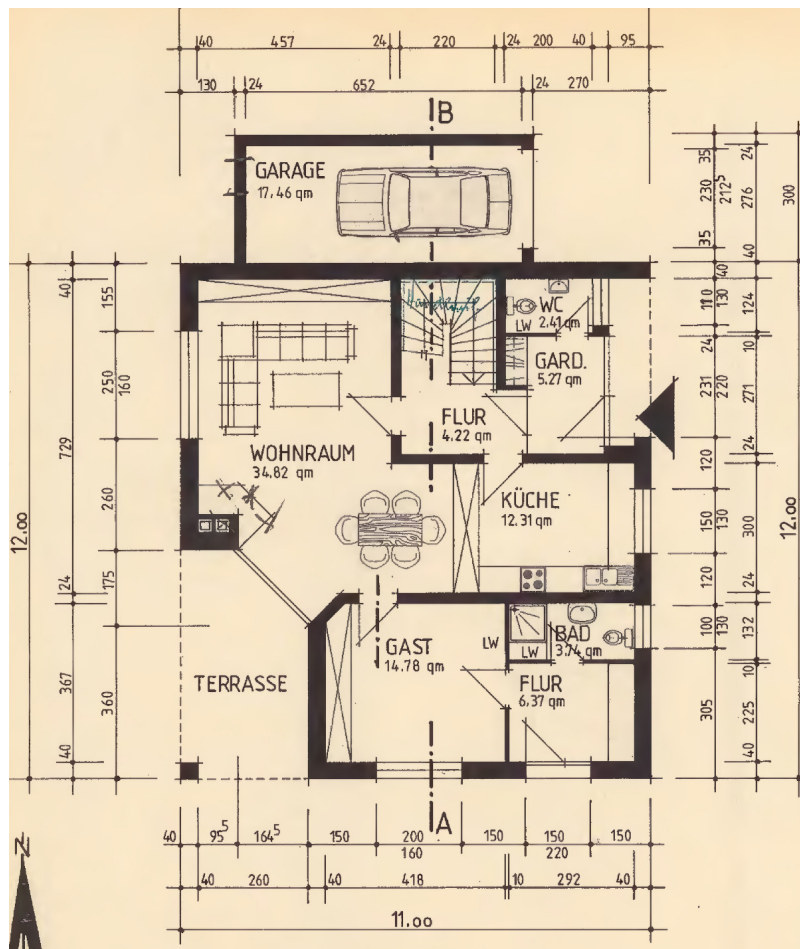 40 457 24 220 24 200 40 95
130 24 652 24 270
B
GARAGE
17,46 qm
35 230 35 212⁵ 24 276 40 300
WC
2.41 qm
LW
GARD.
5.27 qm
FLUR
4.22 qm
WOHNRAUM
34.82 qm
KÜCHE
12.31 qm
40 155
250 160
729
260
12.00
24 175
367 360
40
40
110 130 124
24 10
231 220 271
120 24
150 130 300
12.00
120 24
100 130 132
10
305 225
40
GAST
14.78 qm
LW
BAD
3.74 qm
LW
FLUR
6,37 qm
TERRASSE
A
N
40 95⁵ 164⁵ 150 200 150 150 150
160 220
40 260 40 418 10 292 40
11.00